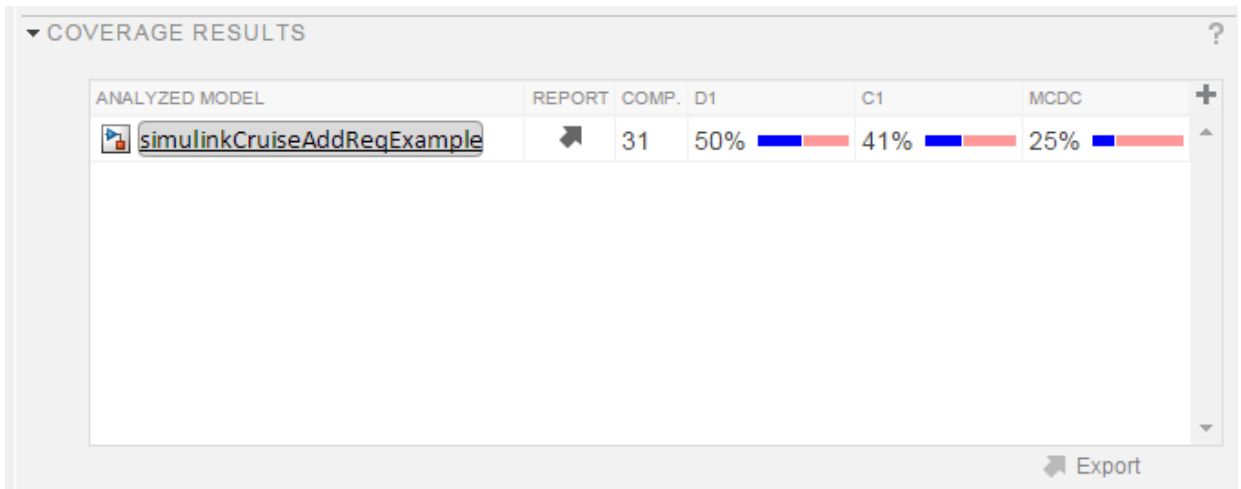 COVERAGE RESULTS ?
ANALYZED MODEL REPORT COMP. D1 C1 MCDC +
simulinkCruiseAddReqExample 31 50% 41% 25%
Export